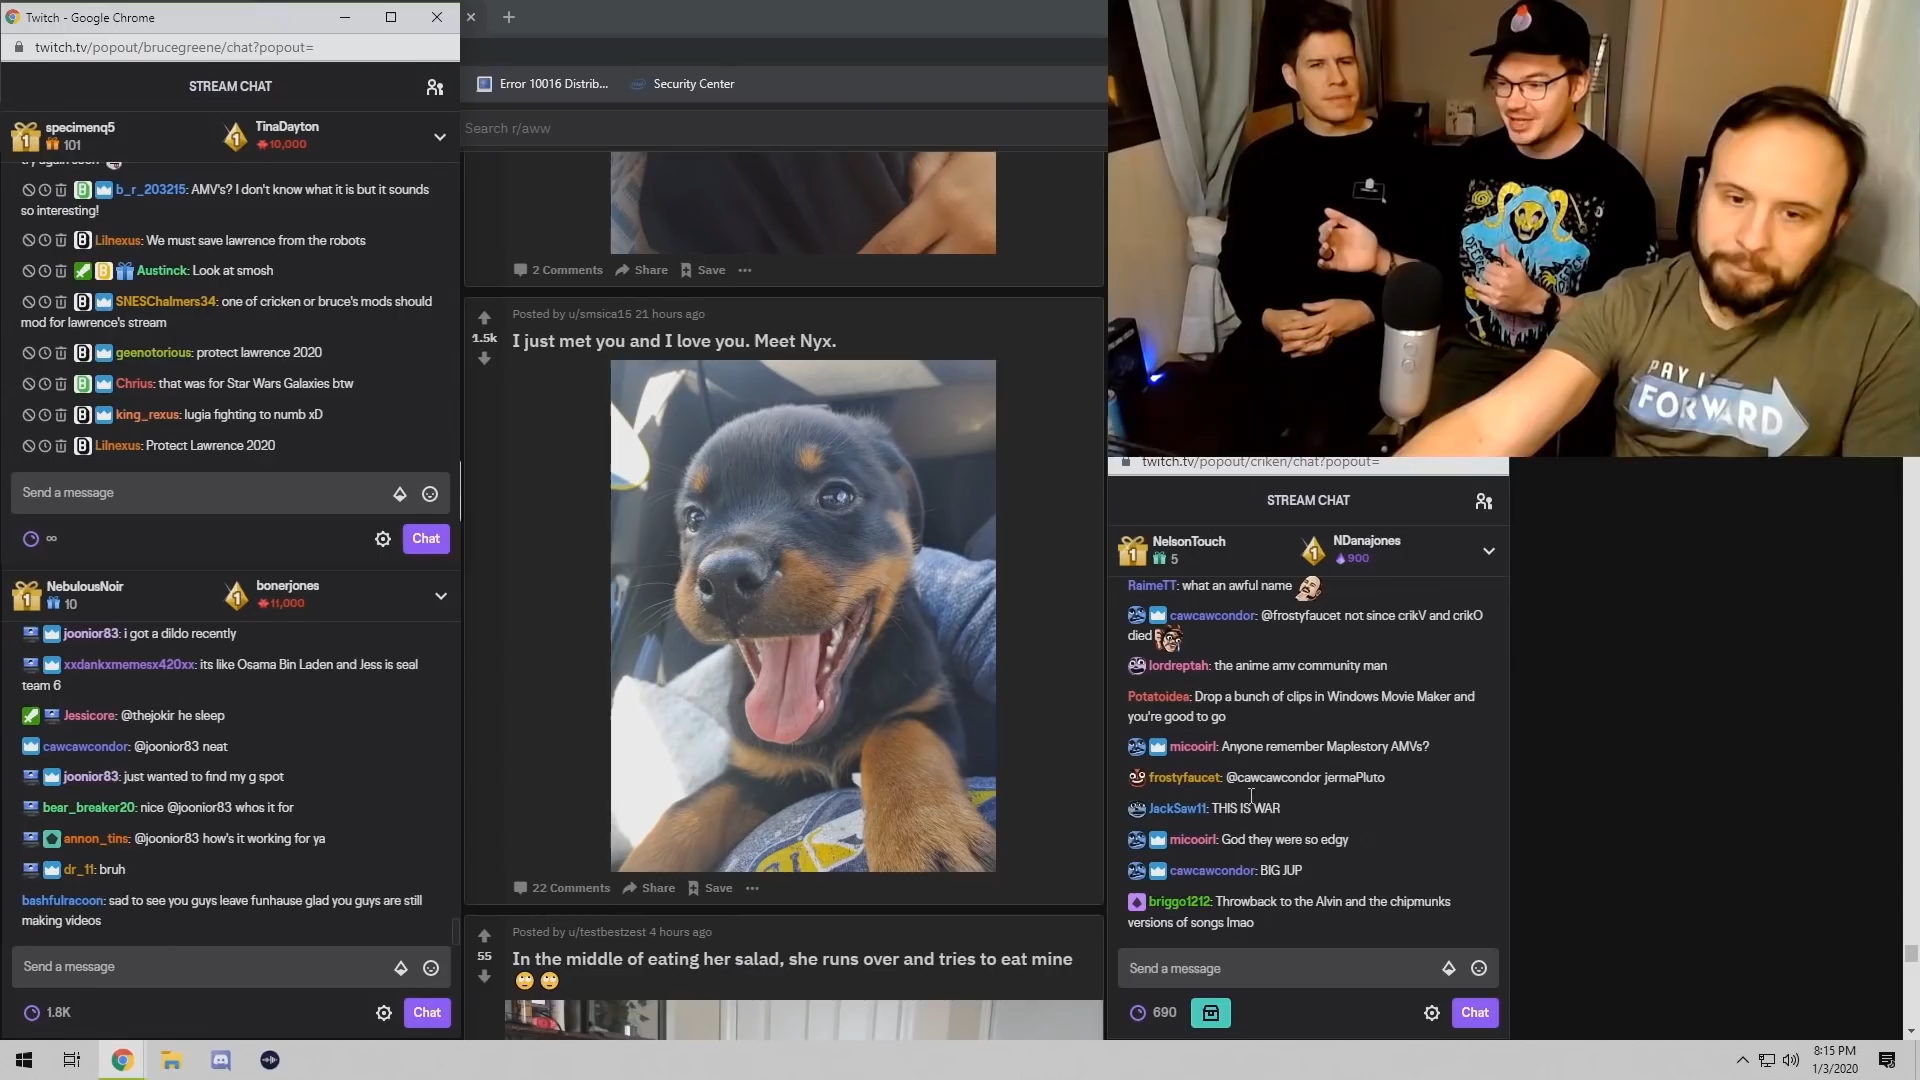 Twitch - Google Chrome
twitch.tv/popout/brucegreene/chat?popout=
STREAM CHAT
specimenq5
101
TinaDayton
10,000
b_r_203215: AMV's? I don't know what it is but it sounds
so interesting!
Lilnexus: We must save lawrence from the robots
Austinck: Look at smosh
SNESChalmers34: one of cricken or bruce's mods should
mod for lawrence's stream
geenotorious: protect lawrence 2020
Chrius: that was for Star Wars Galaxies btw
king_rexus: lugia fighting to numb xD
Lilnexus: Protect Lawrence 2020
Send a message
∞
Chat
NebulousNoir
10
bonerjones
11,000
joonior83: i got a dildo recently
xxdankxmemesx420xx: its like Osama Bin Laden and Jess is seal
team 6
Jessicore: @thejokir he sleep
cawcawcondor: @joonior83 neat
joonior83: just wanted to find my g spot
bear_breaker20: nice @joonior83 whos it for
annon_tins: @joonior83 how's it working for ya
dr_11: bruh
bashfulracoon: sad to see you guys leave funhause glad you guys are still
making videos
Send a message
1.8K
Chat
Error 10016 Distrib...
Security Center
Search r/aww
2 Comments Share Save
1.5k
Posted by u/smsica15 21 hours ago
I just met you and I love you. Meet Nyx.
22 Comments Share Save
55
Posted by u/testbestzest 4 hours ago
In the middle of eating her salad, she runs over and tries to eat mine
🙄 🙄
PAY I
FORWARD
twitch.tv/popout/criken/chat?popout=
STREAM CHAT
NelsonTouch
5
NDanajones
900
RaimeTT: what an awful name
cawcawcondor: @frostyfaucet not since crikV and crikO
died
lordreptah: the anime amv community man
Potatoidea: Drop a bunch of clips in Windows Movie Maker and
you're good to go
micooirl: Anyone remember Maplestory AMVs?
frostyfaucet: @cawcawcondor jermaPluto
JackSaw11: THIS IS WAR
micooirl: God they were so edgy
cawcawcondor: BIG JUP
briggo1212: Throwback to the Alvin and the chipmunks
versions of songs lmao
Send a message
690
Chat
8:15 PM
1/3/2020